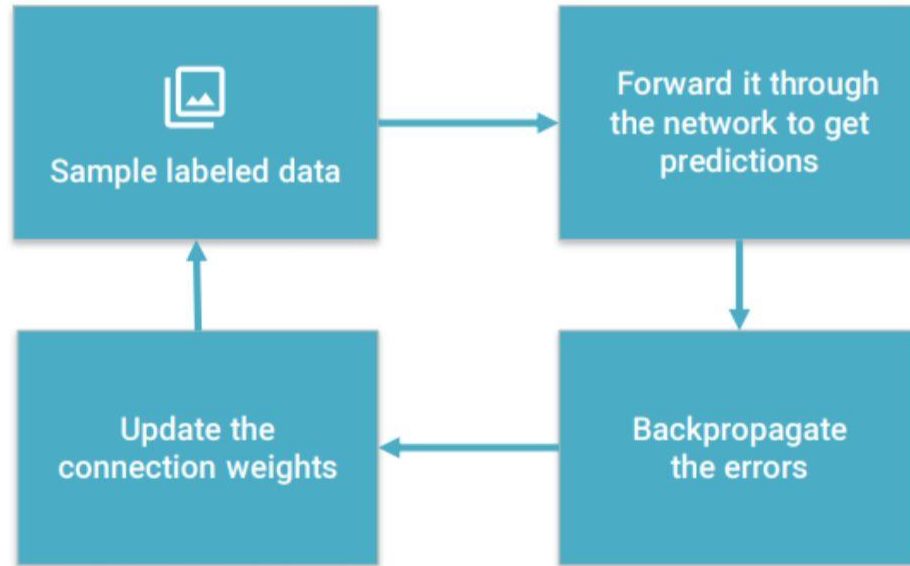 Sample labeled data
Forward it through
the network to get
predictions
Update the
connection weights
Backpropagate
the errors